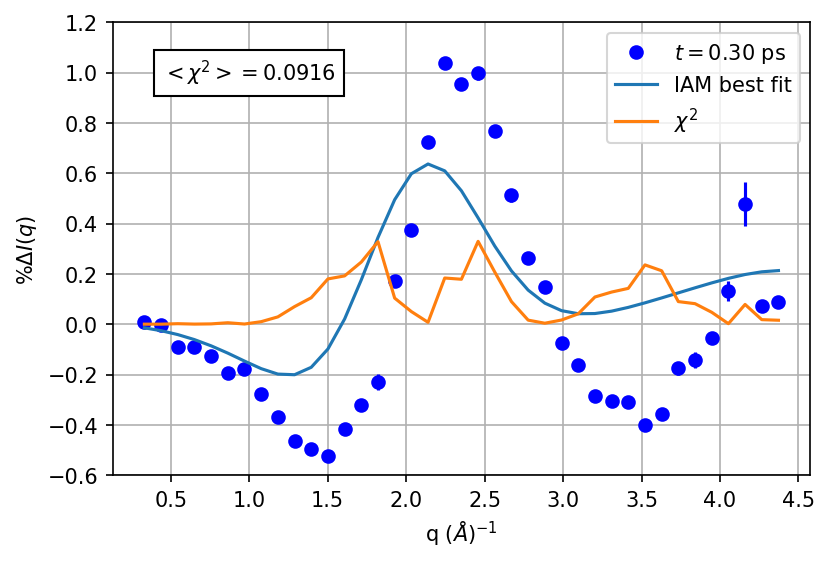 1.2
1.0
0.8
0.6
0.4
0.2
0.0
−0.2
−0.4
−0.6
%ΔI(q)
<χ²> = 0.0916
t = 0.30 ps
IAM best fit
χ²
0.5 1.0 1.5 2.0 2.5 3.0 3.5 4.0 4.5
q (Å)⁻¹